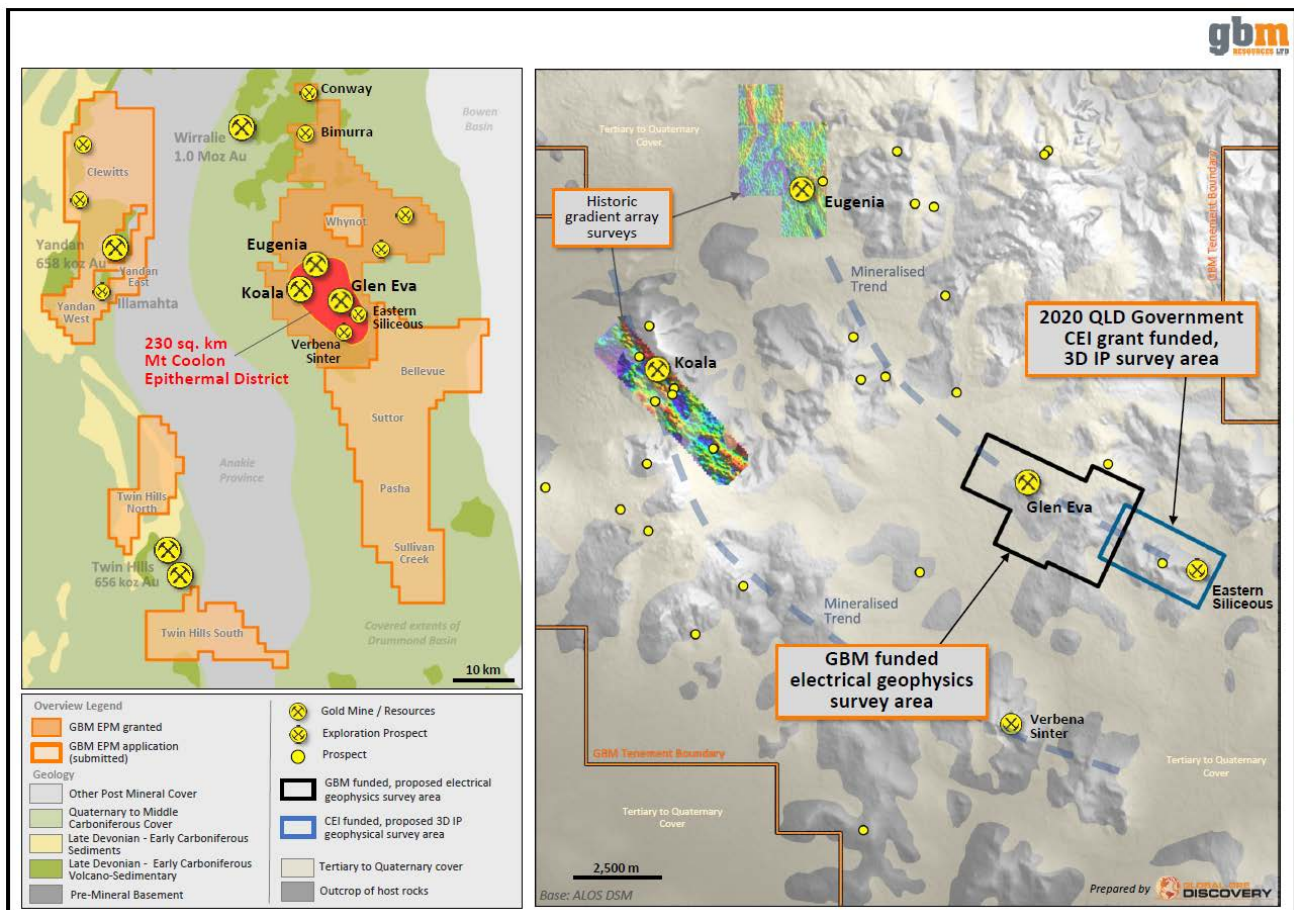 gbm
RESOURCES LTD
Conway
Bimurra
Wirralie
1.0 Moz Au
Bowen
Basin
Clewitts
Whynot
Yandan
658 koz Au
Yandan
East
Illamahta
Yandan
West
Eugenia
Koala
Glen Eva
Eastern
Siliceous
Verbena
Sinter
230 sq. km
Mt Coolon
Epithermal District
Bellevue
Suttor
Pasha
Sullivan
Creek
Anakie
Province
Twin Hills
North
Twin Hills
656 koz Au
Twin Hills South
Covered extents of
Drummond Basin
10 km
Overview Legend
GBM EPM granted
GBM EPM application
(submitted)
Geology
Other Post Mineral Cover
Quaternary to Middle
Carboniferous Cover
Late Devonian - Early Carboniferous
Sediments
Late Devonian - Early Carboniferous
Volcano-Sedimentary
Pre-Mineral Basement
Gold Mine / Resources
Exploration Prospect
Prospect
GBM funded, proposed electrical
geophysics survey area
CEI funded, proposed 3D IP
geophysical survey area
Tertiary to Quaternary cover
Outcrop of host rocks
Tertiary to Quaternary
Cover
Historic
gradient array
surveys
Eugenia
Mineralised
Trend
GBM Tenement Boundary
2020 QLD Government
CEI grant funded,
3D IP survey area
Koala
Glen Eva
Eastern
Siliceous
Mineralised
Trend
GBM funded
electrical geophysics
survey area
Verbena
Sinter
GBM Tenement Boundary
Tertiary to Quaternary
Cover
Tertiary to Quaternary
Cover
2,500 m
Base: ALOS DSM
Prepared by
GLOBAL ORE
DISCOVERY